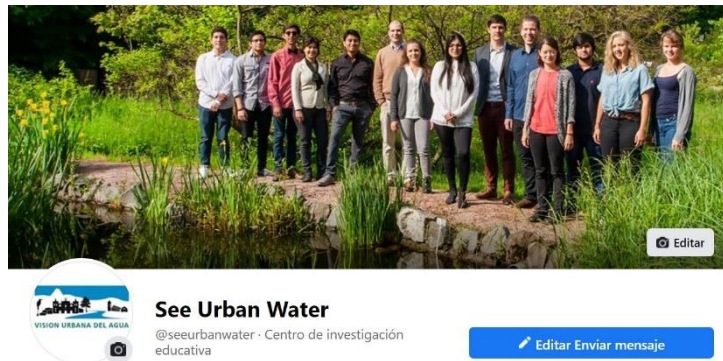 Editar
VISION URBANA DEL AGUA
See Urban Water
@seeurbanwater · Centro de investigación
educativa
Editar Enviar mensaje